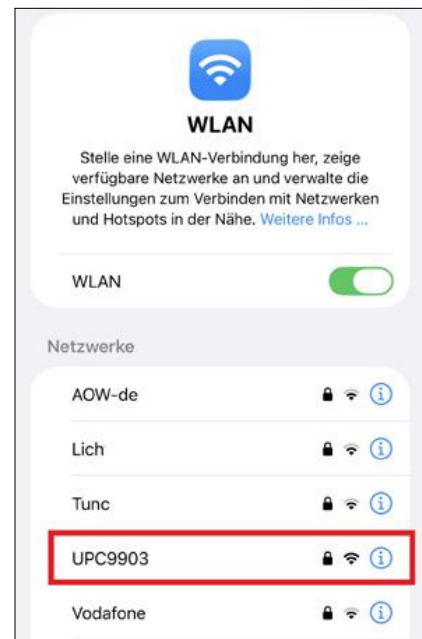 WLAN
Stelle eine WLAN-Verbindung her, zeige
verfügbare Netzwerke an und verwalte die
Einstellungen zum Verbinden mit Netzwerken
und Hotspots in der Nähe. Weitere Infos ...
WLAN
Netzwerke
AOW-de
Lich
Tunc
UPC9903
Vodafone